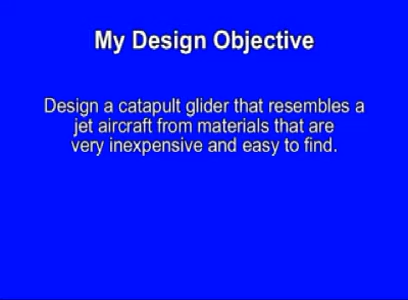 My Design Objective
Design a catapult glider that resembles a
jet aircraft from materials that are
very inexpensive and easy to find.